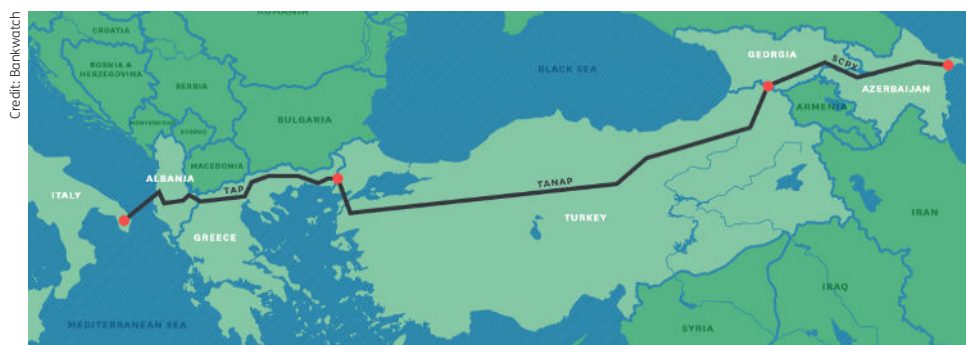 Credit: Bankwatch
ROMANIA
CROATIA
BOSNIA &
HERZEGOVINA
SERBIA
MONTENEGRO
KOSOVO
BULGARIA
MACEDONIA
ALBANIA
ITALY
TAP
GREECE
MEDITERRANEAN SEA
BLACK SEA
TANAP
TURKEY
GEORGIA
SCPX
AZERBAIJAN
ARMENIA
IRAN
IRAQ
SYRIA